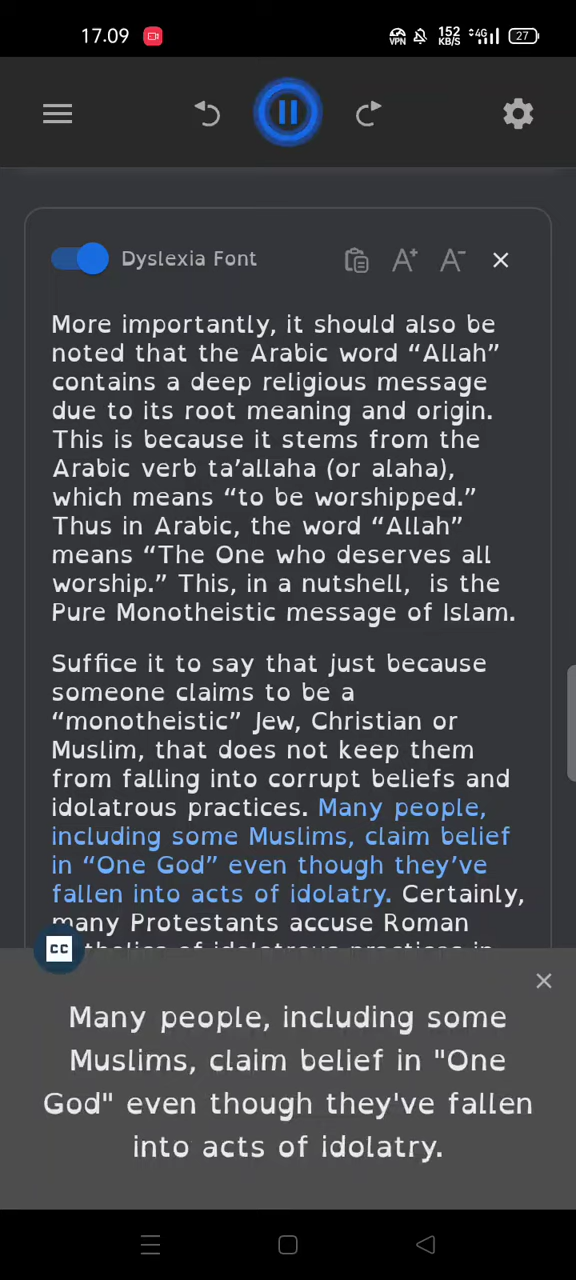 17.09
VPN
152
KB/S
4G
27
Dyslexia Font
A+
A-
More importantly, it should also be
noted that the Arabic word “Allah”
contains a deep religious message
due to its root meaning and origin.
This is because it stems from the
Arabic verb ta’allaha (or alaha),
which means “to be worshipped.”
Thus in Arabic, the word “Allah”
means “The One who deserves all
worship.” This, in a nutshell,  is the
Pure Monotheistic message of Islam.
Suffice it to say that just because
someone claims to be a
“monotheistic” Jew, Christian or
Muslim, that does not keep them
from falling into corrupt beliefs and
idolatrous practices. Many people,
including some Muslims, claim belief
in “One God” even though they’ve
fallen into acts of idolatry. Certainly,
many Protestants accuse Roman
of idolatrous practices in
CC
Many people, including some
Muslims, claim belief in "One
God" even though they've fallen
into acts of idolatry.